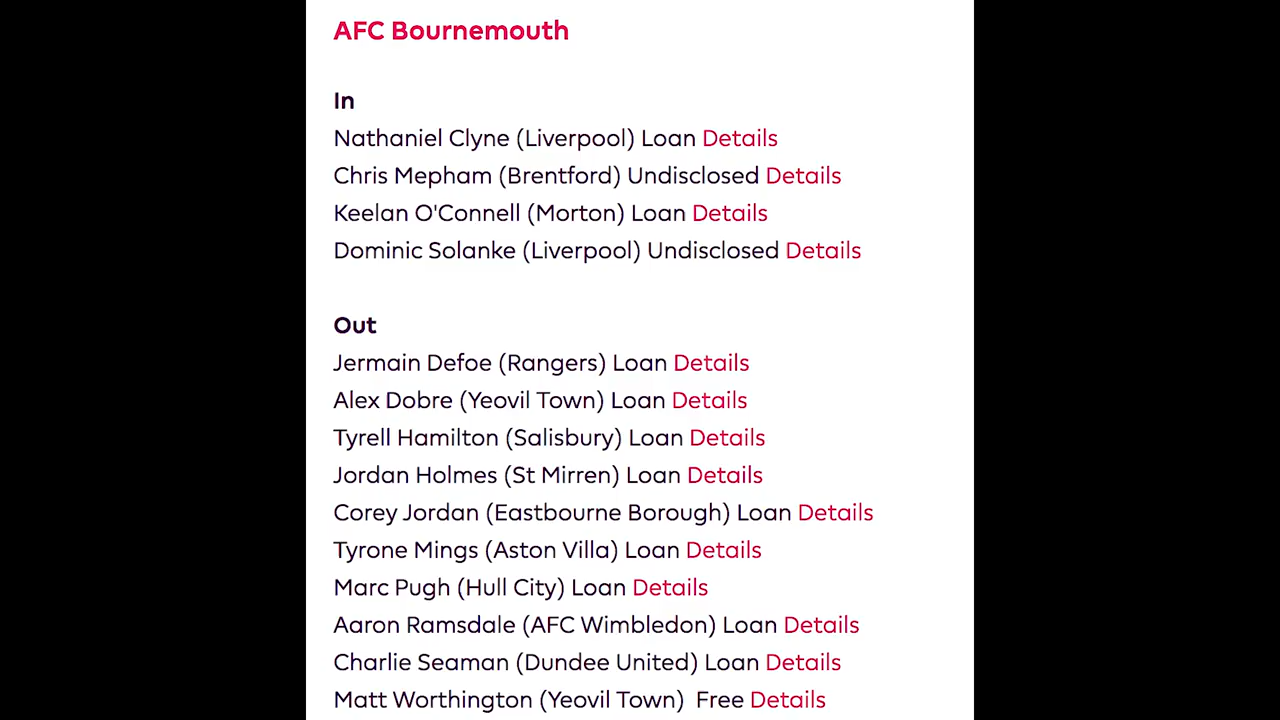 AFC Bournemouth
In
Nathaniel Clyne (Liverpool) Loan Details
Chris Mepham (Brentford) Undisclosed Details
Keelan O'Connell (Morton) Loan Details
Dominic Solanke (Liverpool) Undisclosed Details
Out
Jermain Defoe (Rangers) Loan Details
Alex Dobre (Yeovil Town) Loan Details
Tyrell Hamilton (Salisbury) Loan Details
Jordan Holmes (St Mirren) Loan Details
Corey Jordan (Eastbourne Borough) Loan Details
Tyrone Mings (Aston Villa) Loan Details
Marc Pugh (Hull City) Loan Details
Aaron Ramsdale (AFC Wimbledon) Loan Details
Charlie Seaman (Dundee United) Loan Details
Matt Worthington (Yeovil Town)  Free Details